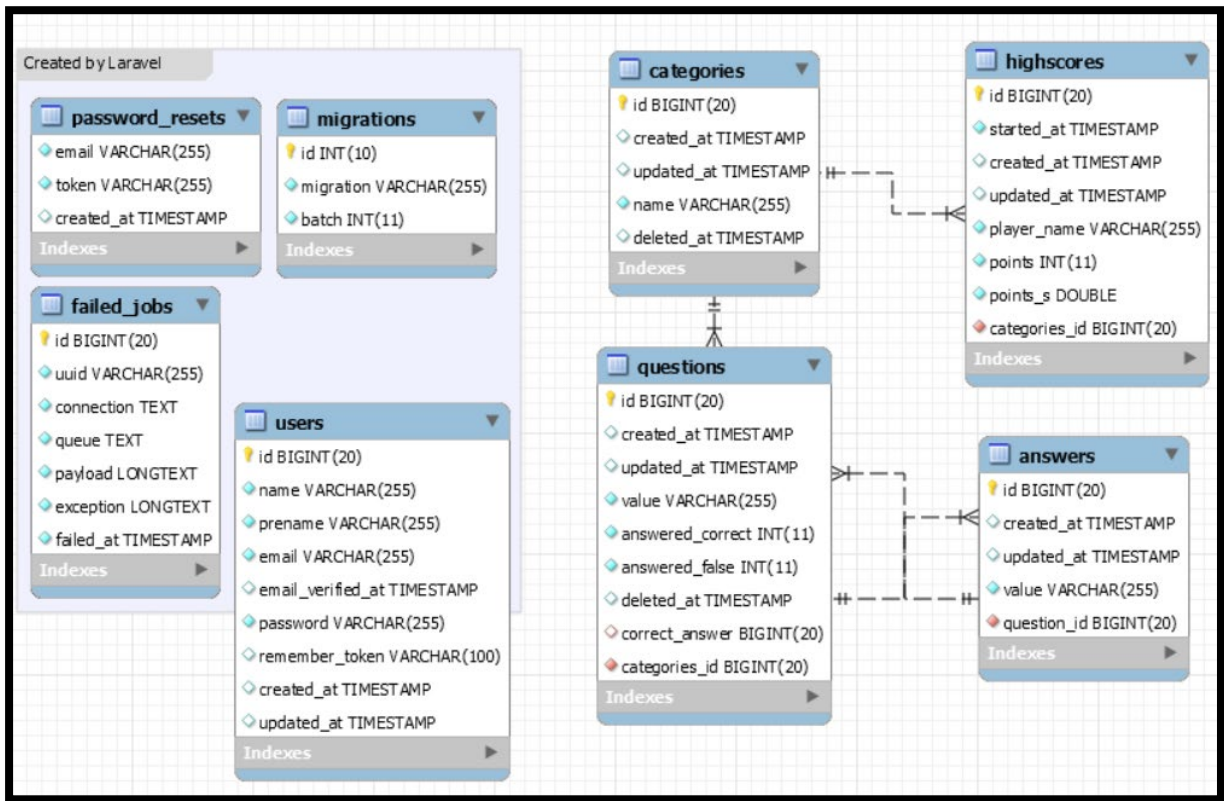 Created by Laravel
password_resets
email VARCHAR(255)
token VARCHAR(255)
created_at TIMESTAMP
Indexes
migrations
id INT(10)
migration VARCHAR(255)
batch INT(11)
Indexes
failed_jobs
id BIGINT(20)
uuid VARCHAR(255)
connection TEXT
queue TEXT
payload LONGTEXT
exception LONGTEXT
failed_at TIMESTAMP
Indexes
users
id BIGINT(20)
name VARCHAR(255)
prename VARCHAR(255)
email VARCHAR(255)
email_verified_at TIMESTAMP
password VARCHAR(255)
remember_token VARCHAR(100)
created_at TIMESTAMP
updated_at TIMESTAMP
Indexes
categories
id BIGINT(20)
created_at TIMESTAMP
updated_at TIMESTAMP
name VARCHAR(255)
deleted_at TIMESTAMP
Indexes
questions
id BIGINT(20)
created_at TIMESTAMP
updated_at TIMESTAMP
value VARCHAR(255)
answered_correct INT(11)
answered_false INT(11)
deleted_at TIMESTAMP
correct_answer BIGINT(20)
categories_id BIGINT(20)
Indexes
highscores
id BIGINT(20)
started_at TIMESTAMP
created_at TIMESTAMP
updated_at TIMESTAMP
player_name VARCHAR(255)
points INT(11)
points_s DOUBLE
categories_id BIGINT(20)
Indexes
answers
id BIGINT(20)
created_at TIMESTAMP
updated_at TIMESTAMP
value VARCHAR(255)
question_id BIGINT(20)
Indexes